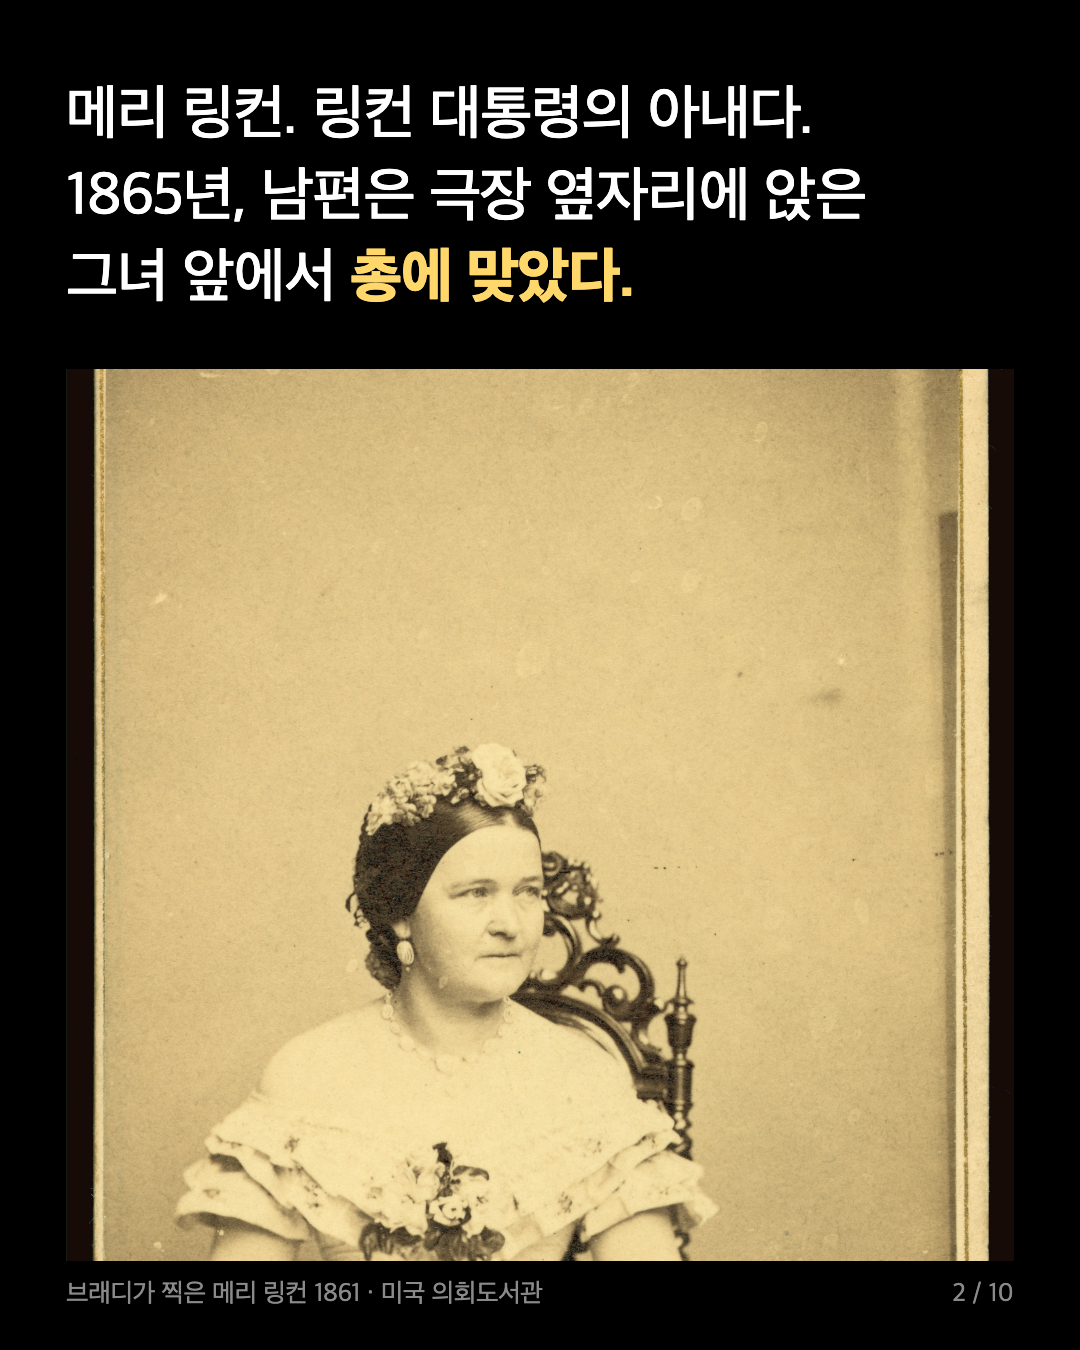 메리 링컨. 링컨 대통령의 아내다.
1865년, 남편은 극장 옆자리에 앉은
그녀 앞에서 총에 맞았다.
브래디가 찍은 메리 링컨 1861 · 미국 의회도서관
2 / 10